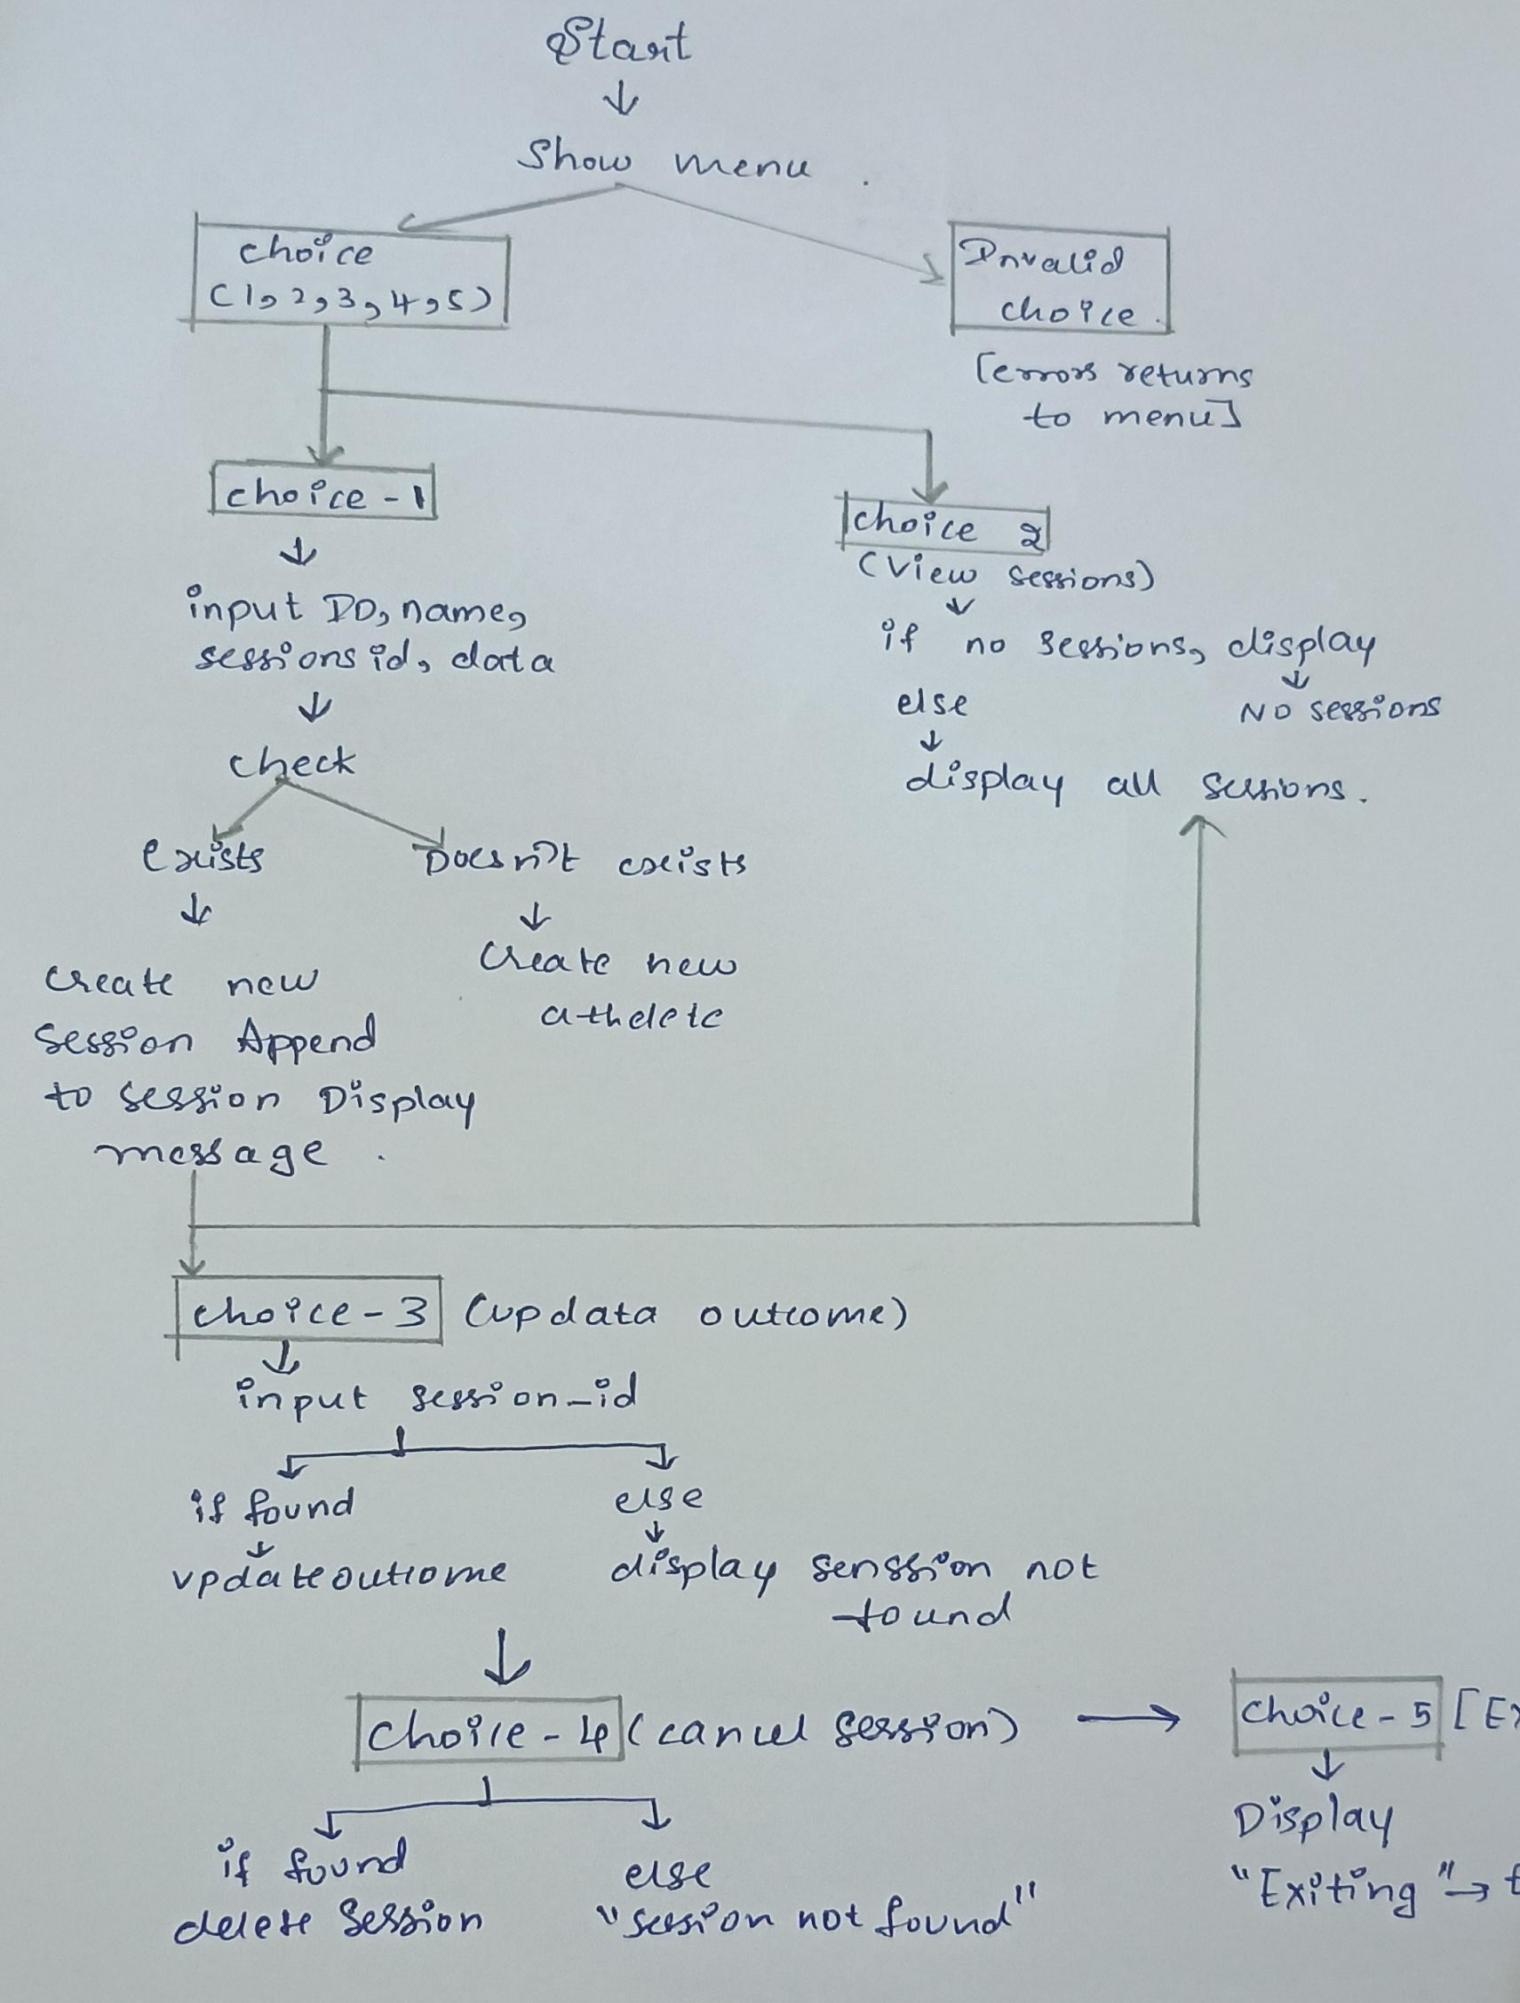 Start
Show menu.
choice
(1,2,3,4,5)
Invalid
choice.
[errors returns
to menu]
choice - 1
choice 2
(view sessions)
input ID, name,
sessions id, data
if no sessions, display
else
NO sessions
check
display all sessions.
exists
Doesn't exists
create new
Session Append
to session Display
message.
Create new
athelete
choice - 3 (updata outcome)
input session_id
if found
else
update outcome
display senssion not
found
choice - 4 (cancel session)
choice - 5
if found
else
delete Session
"session not found"
Display
"Exiting"